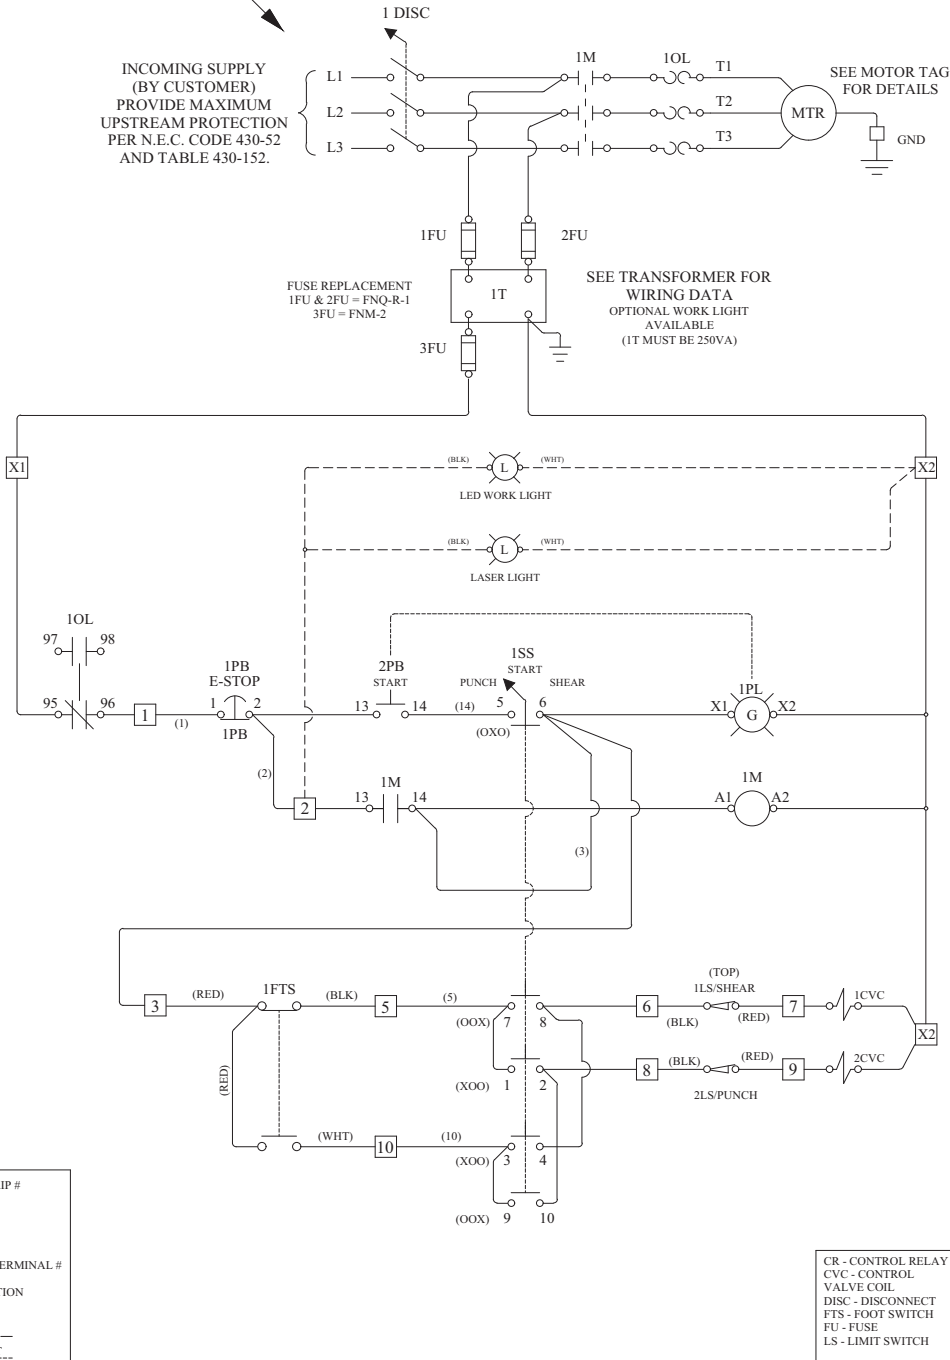 1 DISC
INCOMING SUPPLY
(BY CUSTOMER)
PROVIDE MAXIMUM
UPSTREAM PROTECTION
PER N.E.C. CODE 430-52
AND TABLE 430-152.
L1
L2
L3
1M
1OL
T1
T2
T3
MTR
SEE MOTOR TAG
FOR DETAILS
GND
1FU
2FU
FUSE REPLACEMENT
1FU & 2FU = FNQ-R-1
3FU = FNM-2
1T
SEE TRANSFORMER FOR
WIRING DATA
OPTIONAL WORK LIGHT
AVAILABLE
(1T MUST BE 250VA)
3FU
X1
X2
(BLK)
L
(WHT)
LED WORK LIGHT
(BLK)
L
(WHT)
LASER LIGHT
1OL
97
98
95
96
1
(1)
1PB
E-STOP
1
2
1PB
(2)
2PB
START
13
14
(14)
1SS
START
PUNCH
SHEAR
5
6
(OXO)
1PL
X1
G
X2
2
13
1M
14
1M
A1
A2
(3)
3
(RED)
1FTS
(BLK)
5
(5)
(OOX)
7
8
6
(BLK)
(TOP)
1LS/SHEAR
(RED)
7
1CVC
X2
(RED)
(XOO)
1
2
8
(BLK)
(RED)
9
2CVC
2LS/PUNCH
(WHT)
10
(10)
(XOO)
3
4
(OOX)
9
10
IP #
ERMINAL #
TION
CR - CONTROL RELAY
CVC - CONTROL
VALVE COIL
DISC - DISCONNECT
FTS - FOOT SWITCH
FU - FUSE
LS - LIMIT SWITCH